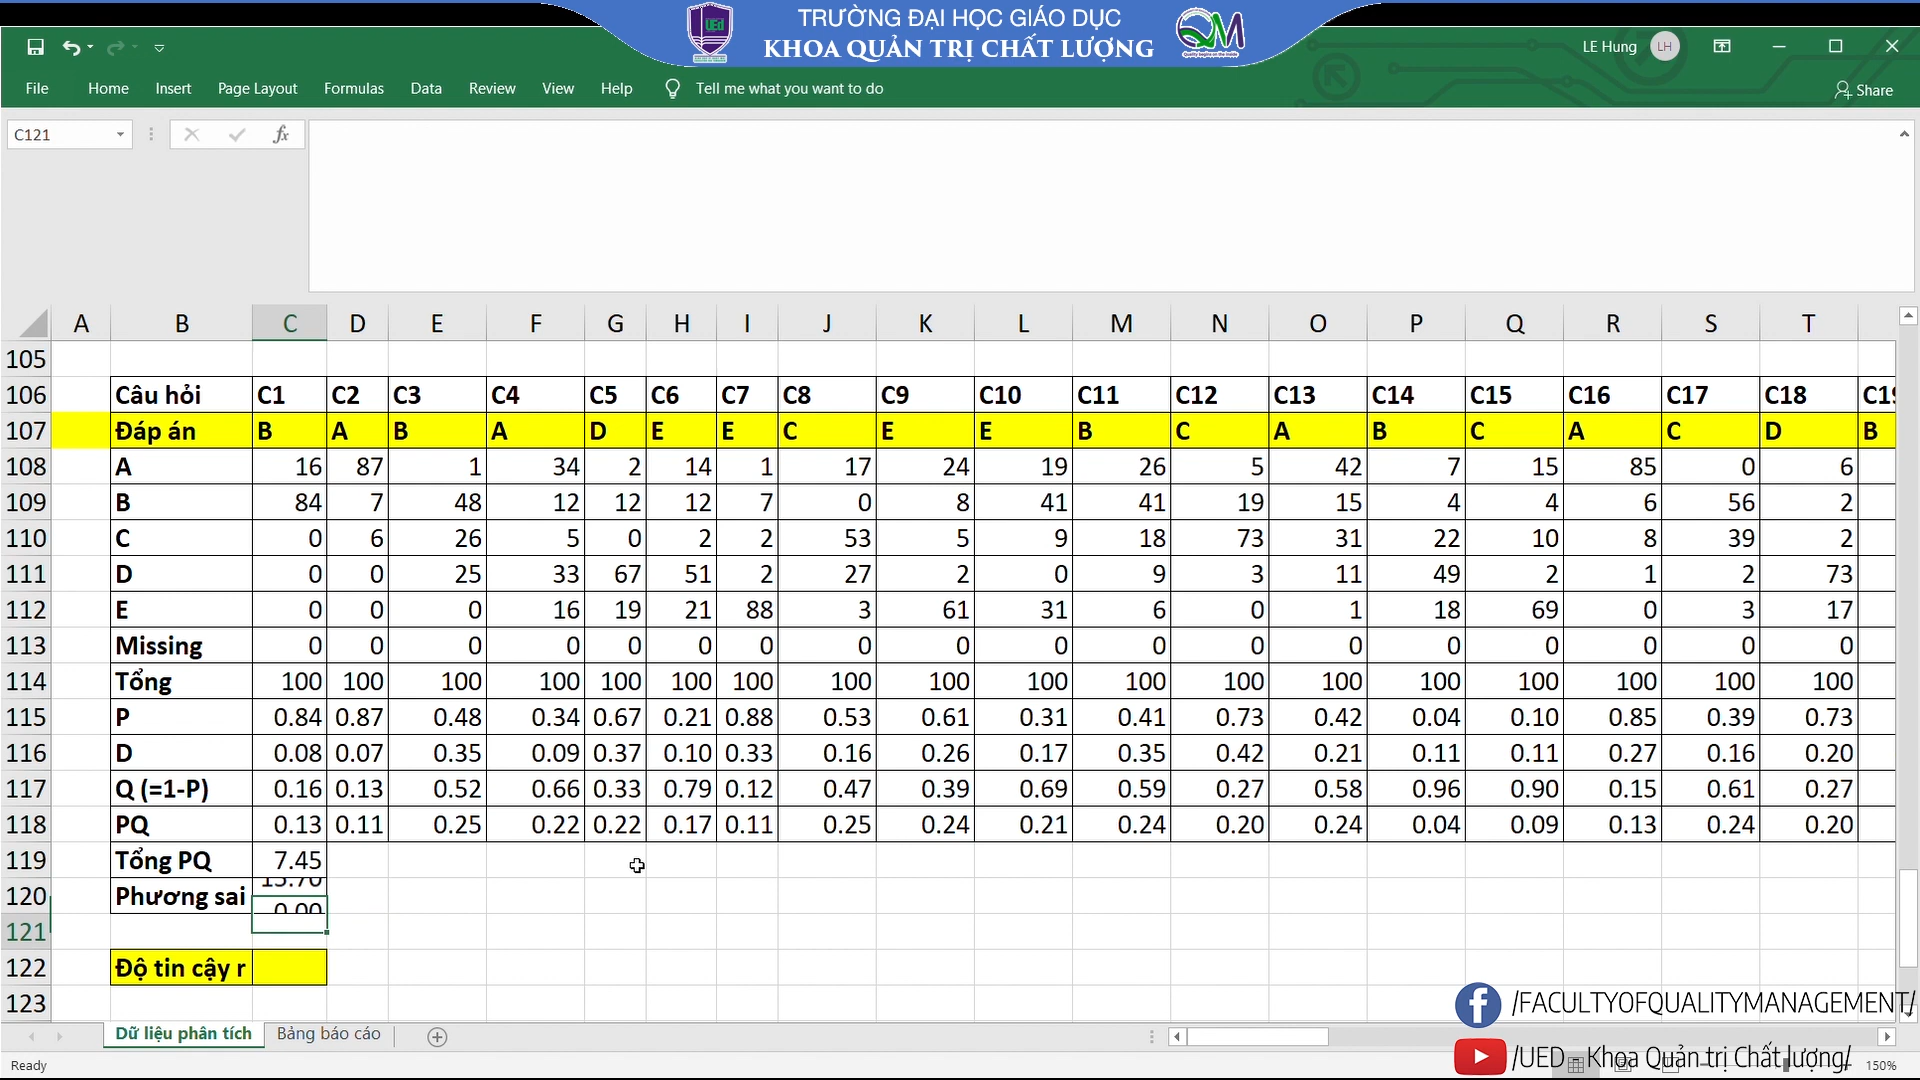 TRƯỜNG ĐẠI HỌC GIÁO DỤC
KHOA QUẢN TRỊ CHẤT LƯỢNG
UEd
QM
LE Hung LH
File Home Insert Page Layout Formulas Data Review View Help Tell me what you want to do Share
C121 fx
A B C D E F G H I J K L M N O P Q R S T
105
106 Câu hỏi C1 C2 C3 C4 C5 C6 C7 C8 C9 C10 C11 C12 C13 C14 C15 C16 C17 C18
107 Đáp án B A B A D E E C E E B C A B C A C D B
108 A 16 87 1 34 2 14 1 17 24 19 26 5 42 7 15 85 0 6
109 B 84 7 48 12 12 12 7 0 8 41 41 19 15 4 4 6 56 2
110 C 0 6 26 5 0 2 2 53 5 9 18 73 31 22 10 8 39 2
111 D 0 0 25 33 67 51 2 27 2 0 9 3 11 49 2 1 2 73
112 E 0 0 0 16 19 21 88 3 61 31 6 0 1 18 69 0 3 17
113 Missing 0 0 0 0 0 0 0 0 0 0 0 0 0 0 0 0 0 0
114 Tổng 100 100 100 100 100 100 100 100 100 100 100 100 100 100 100 100 100 100
115 P 0.84 0.87 0.48 0.34 0.67 0.21 0.88 0.53 0.61 0.31 0.41 0.73 0.42 0.04 0.10 0.85 0.39 0.73
116 D 0.08 0.07 0.35 0.09 0.37 0.10 0.33 0.16 0.26 0.17 0.35 0.42 0.21 0.11 0.11 0.27 0.16 0.20
117 Q (=1-P) 0.16 0.13 0.52 0.66 0.33 0.79 0.12 0.47 0.39 0.69 0.59 0.27 0.58 0.96 0.90 0.15 0.61 0.27
118 PQ 0.13 0.11 0.25 0.22 0.22 0.17 0.11 0.25 0.24 0.21 0.24 0.20 0.24 0.04 0.09 0.13 0.24 0.20
119 Tổng PQ 7.45
120 Phương sai 0.00
121
122 Độ tin cậy r
123
/FACULTYOFQUALITYMANAGEMENT/
Dữ liệu phân tích Bảng báo cáo
/UED - Khoa Quản trị Chất lượng/
Ready 150%